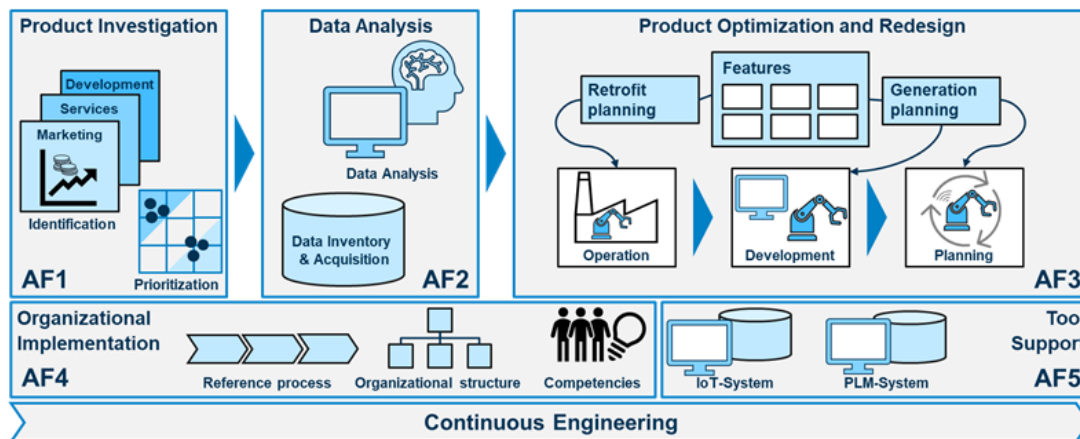 Product Investigation
Development
Services
Marketing
Identification
Prioritization
AF1
Data Analysis
Data Analysis
Data Inventory
& Acquisition
AF2
Product Optimization and Redesign
Retrofit
planning
Features
Generation
planning
Operation
Development
Planning
AF3
Organizational
Implementation
AF4
Reference process
Organizational structure
Competencies
IoT-System
PLM-System
Too
Support
AF5
Continuous Engineering